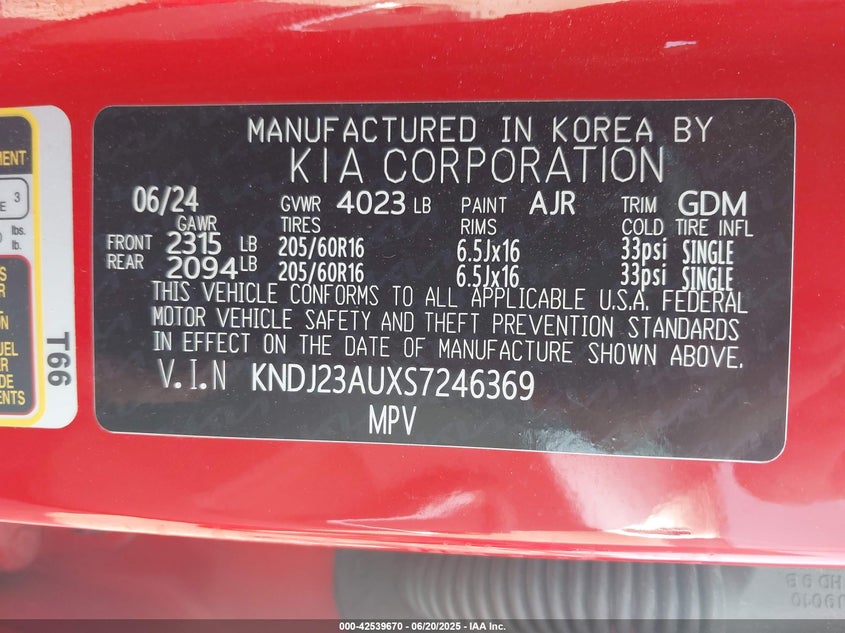 MANUFACTURED IN KOREA BY
KIA CORPORATION
06/24 GVWR 4023 LB PAINT AJR TRIM GDM
GAWR TIRES RIMS COLD TIRE INFL
FRONT 2315 LB 205/60R16 6.5Jx16 33psi SINGLE
REAR 2094 LB 205/60R16 6.5Jx16 33psi SINGLE
THIS VEHICLE CONFORMS TO ALL APPLICABLE U.S.A. FEDERAL
MOTOR VEHICLE SAFETY AND THEFT PREVENTION STANDARDS
IN EFFECT ON THE DATE OF MANUFACTURE SHOWN ABOVE.
V.I.N KNDJ23AUXS7246369
MPV
3
lbs.
lb.
T66
000-42539670 - 06/20/2025 - IAA Inc.